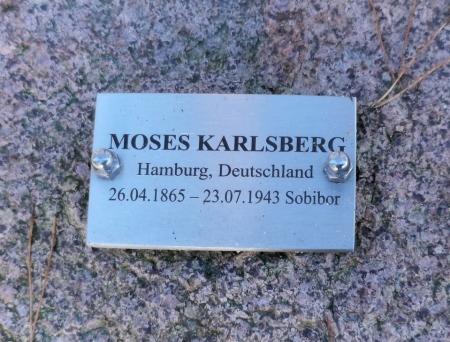 MOSES KARLSBERG
Hamburg, Deutschland
26.04.1865 – 23.07.1943 Sobibor